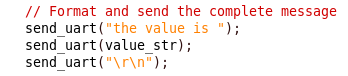 // Format and send the complete message
send_uart("the value is ");
send_uart(value_str);
send_uart("\r\n");